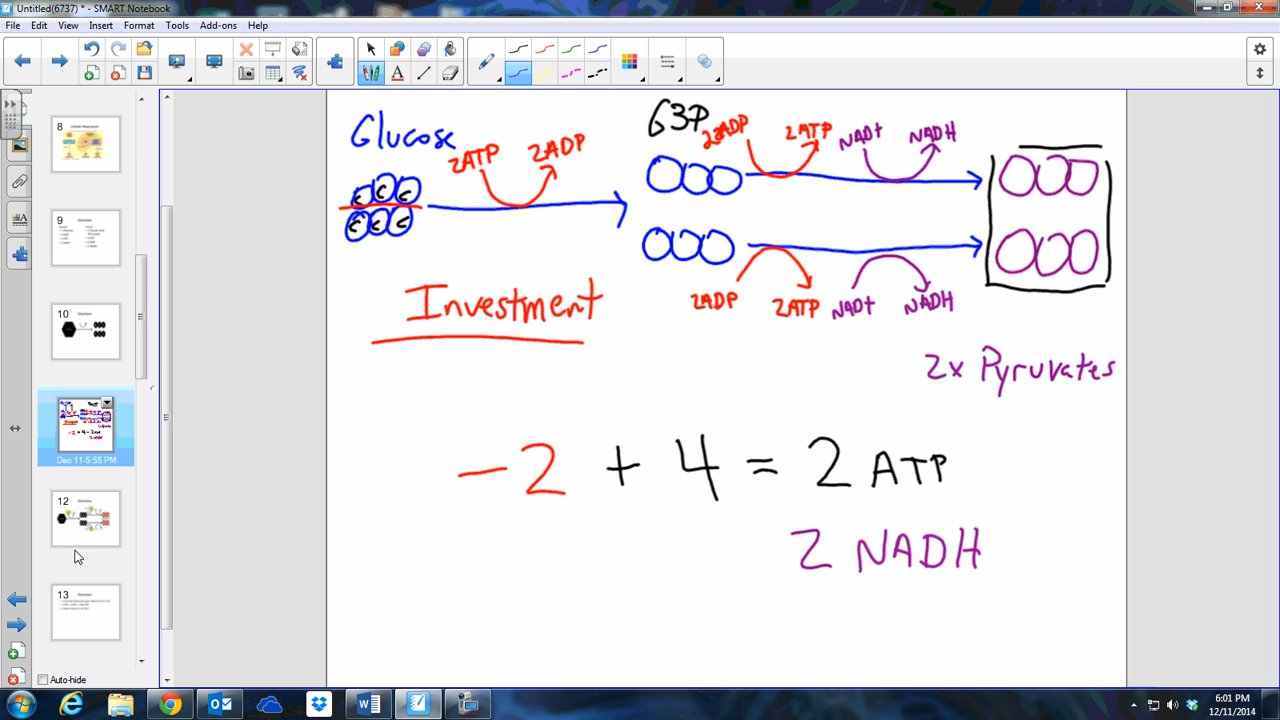 Untitled(6737) * - SMART Notebook
File Edit View Insert Format Tools Add-ons Help
8
9
10
Dec 11-5:55 PM
12
13
Auto-hide
Glucose
2ATP 2ADP
C C C
C C C
G3P
2ADP 2ATP NAD+ NADH
2ADP 2ATP NAD+ NADH
Investment
2x Pyruvates
-2 + 4 = 2 ATP
2 NADH
6:01 PM
12/11/2014